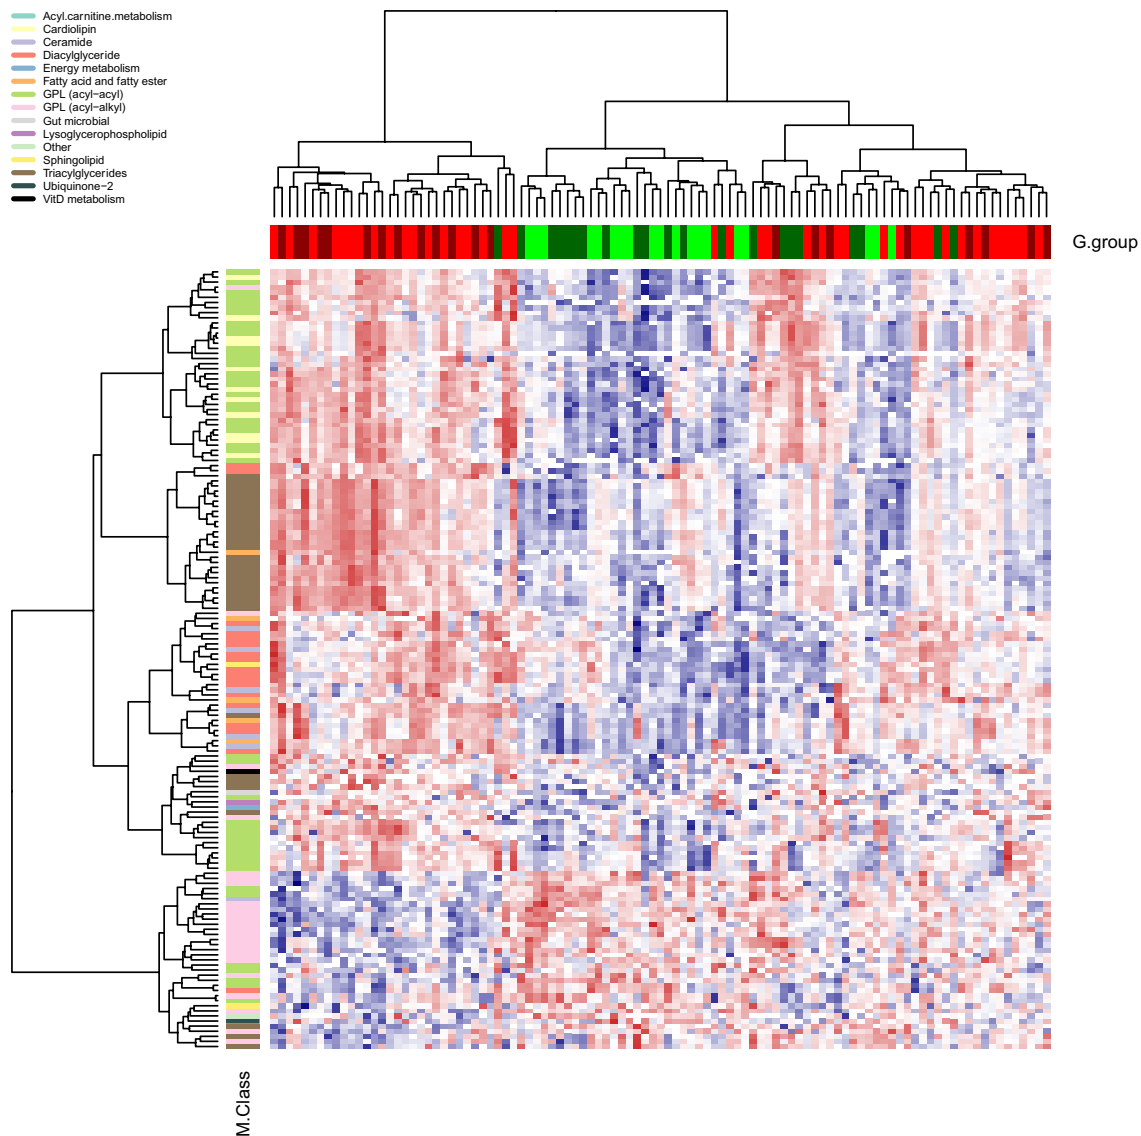 Acyl.carnitine.metabolism
Cardiolipin
Ceramide
Diacylglyceride
Energy metabolism
Fatty acid and fatty ester
GPL (acyl−acyl)
GPL (acyl−alkyl)
Gut microbial
Lysoglycerophospholipid
Other
Sphingolipid
Triacylglycerides
Ubiquinone−2
VitD metabolism
G.group
M.Class